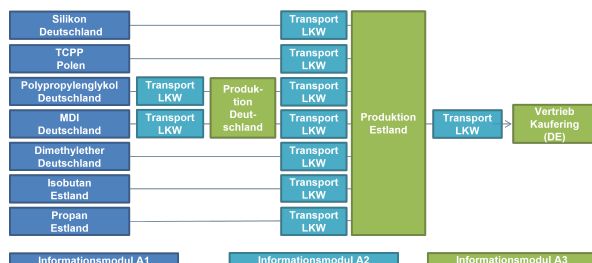 Silikon
Deutschland
Transport
LKW
TCPP
Polen
Transport
LKW
Polypropylenglykol
Deutschland
Transport
LKW
Produk-
tion
Deut-
schland
Transport
LKW
MDI
Deutschland
Transport
LKW
Transport
LKW
Dimethylether
Deutschland
Transport
LKW
Isobutan
Estland
Transport
LKW
Propan
Estland
Transport
LKW
Produktion
Estland
Transport
LKW
Vertrieb
Kaufering
(DE)
Informationsmodul A1
Informationsmodul A2
Informationsmodul A3